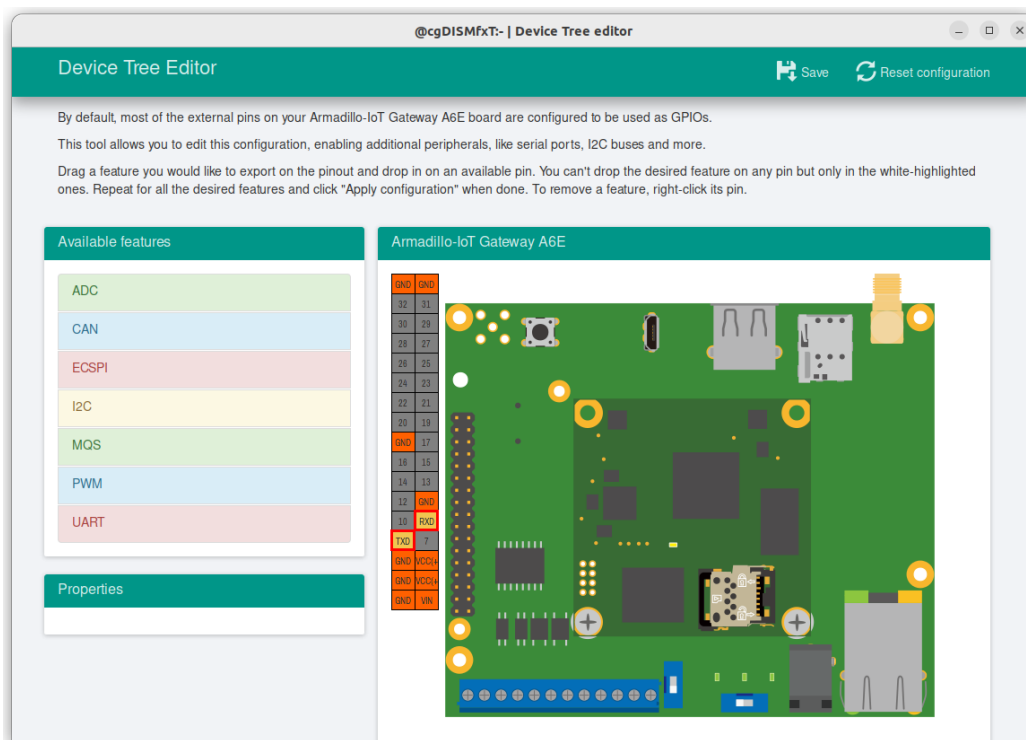 @cgDISMfxT:~ | Device Tree editor
Device Tree Editor
Save
Reset configuration
By default, most of the external pins on your Armadillo-IoT Gateway A6E board are configured to be used as GPIOs.
This tool allows you to edit this configuration, enabling additional peripherals, like serial ports, I2C buses and more.
Drag a feature you would like to export on the pinout and drop in on an available pin. You can't drop the desired feature on any pin but only in the white-highlighted
ones. Repeat for all the desired features and click "Apply configuration" when done. To remove a feature, right-click its pin.
Available features
ADC
CAN
ECSPI
I2C
MQS
PWM
UART
Properties
Armadillo-IoT Gateway A6E
GND GND
32 31
30 29
28 27
26 25
24 23
22 21
20 19
GND 17
16 15
14 13
12 GND
10 RXD
TXD 7
GND VCC(+
GND VCC(+
GND VIN